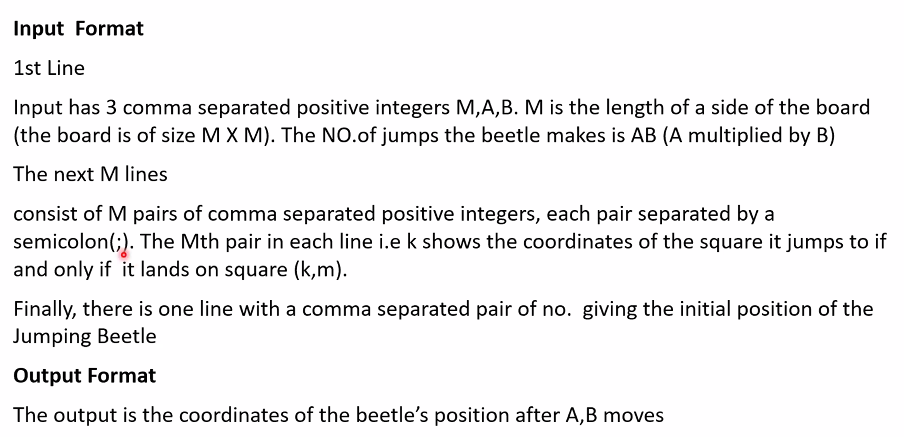 Input Format
1st Line
Input has 3 comma separated positive integers M,A,B. M is the length of a side of the board
(the board is of size M X M). The NO.of jumps the beetle makes is AB (A multiplied by B)
The next M lines
consist of M pairs of comma separated positive integers, each pair separated by a
semicolon(;). The Mth pair in each line i.e k shows the coordinates of the square it jumps to if
and only if it lands on square (k,m).
Finally, there is one line with a comma separated pair of no. giving the initial position of the
Jumping Beetle
Output Format
The output is the coordinates of the beetle’s position after A,B moves